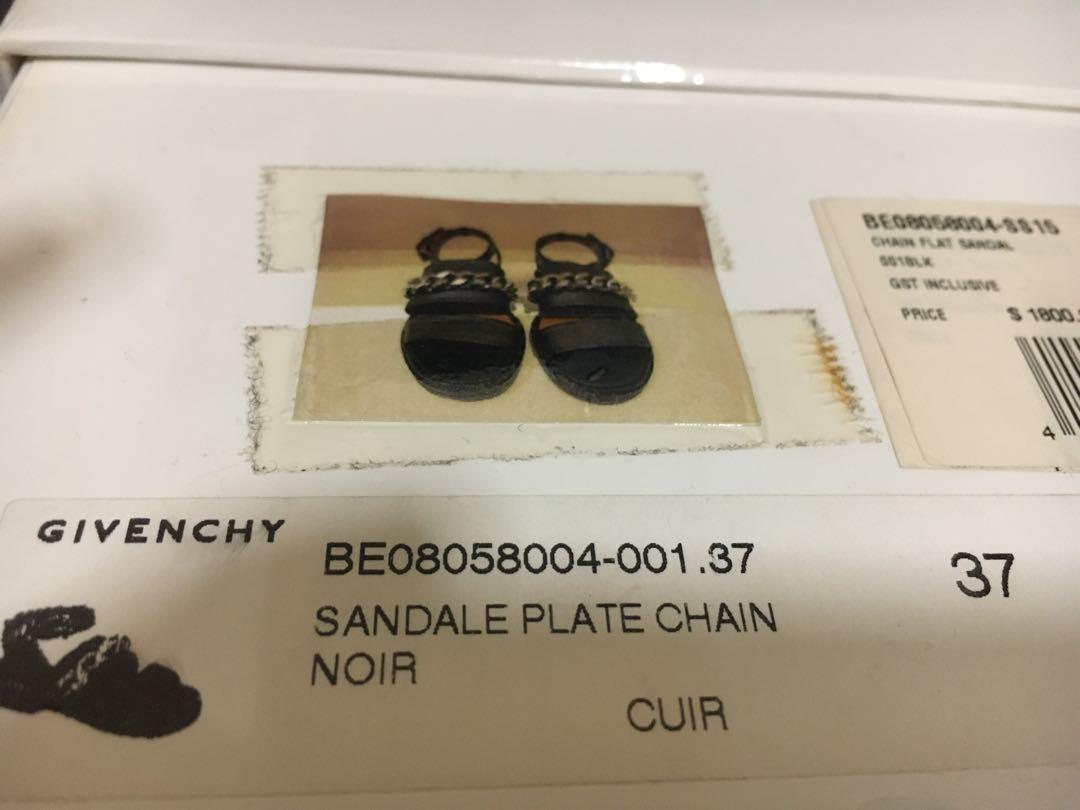 BE08058004-SS15
CHAIN FLAT SANDAL
001BLK
GST INCLUSIVE
PRICE $ 1800.
4
GIVENCHY
BE08058004-001.37
37
SANDALE PLATE CHAIN
NOIR
CUIR